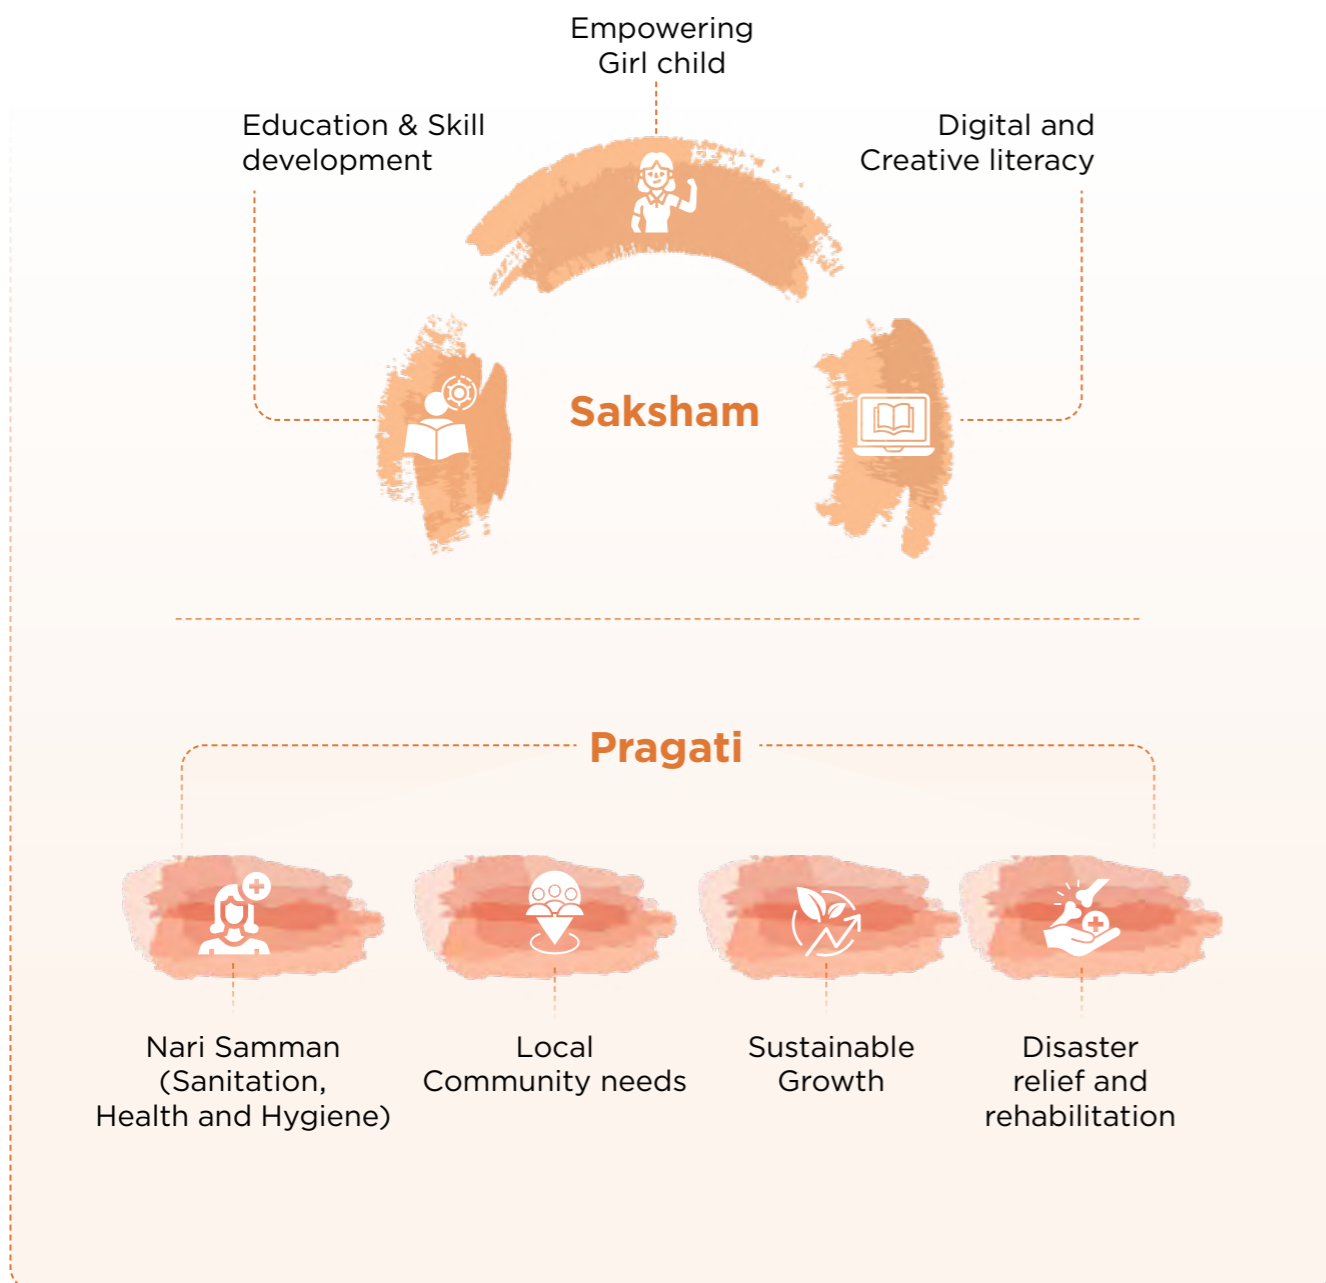 Empowering
Girl child
Education & Skill
development
Digital and
Creative literacy
Saksham
Pragati
Nari Samman
(Sanitation,
Health and Hygiene)
Local
Community needs
Sustainable
Growth
Disaster
relief and
rehabilitation